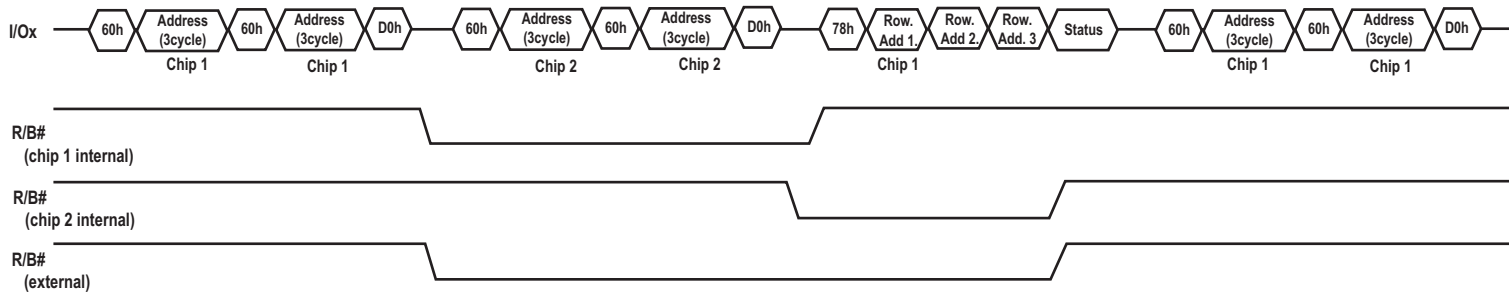 I/Ox 60h Address (3cycle) 60h Address (3cycle) D0h 60h Address (3cycle) 60h Address (3cycle) D0h 78h Row. Add 1. Row. Add 2. Row. Add. 3 Status 60h Address (3cycle) 60h Address (3cycle) D0h
Chip 1 Chip 1 Chip 2 Chip 2 Chip 1 Chip 1 Chip 1
R/B#
(chip 1 internal)
R/B#
(chip 2 internal)
R/B#
(external)